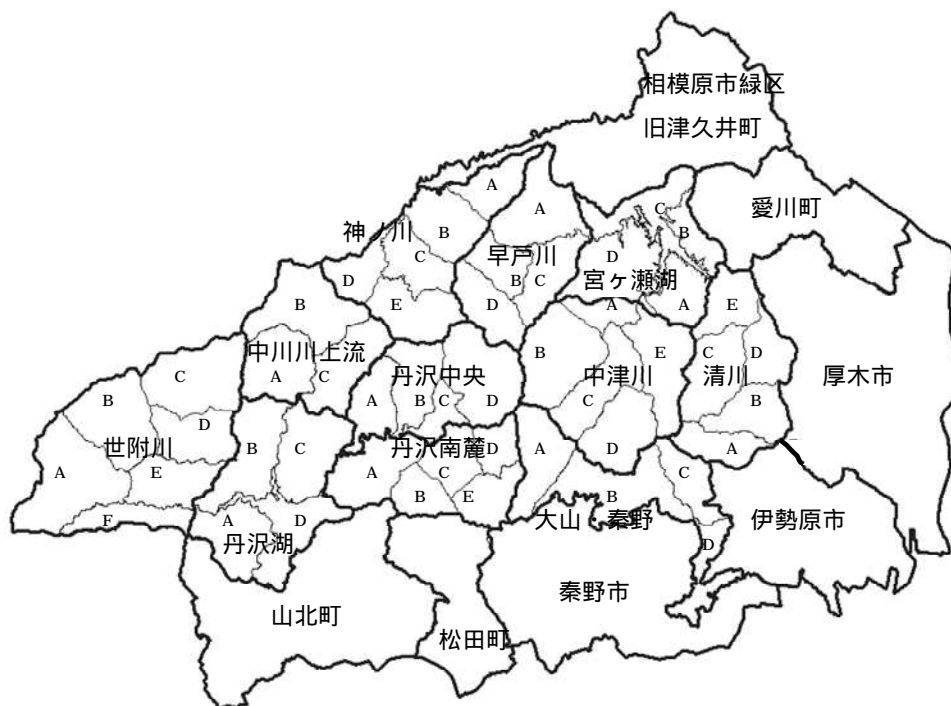 相模原市緑区
旧津久井町
愛川町
A
A
C
B
神ノ川
B
C
早戸川
D
D
B
C
宮ヶ瀬湖
E
D
A
A
E
B
中川川上流
A
C
丹沢中央
A
B
C
D
B
中津川
E
C
D
C
清川
D
B
A
厚木市
C
B
D
世附川
A
E
F
B
C
A
D
丹沢湖
丹沢南麓
A
C
D
B
E
A
D
C
B
大山・秦野
D
伊勢原市
山北町
松田町
秦野市